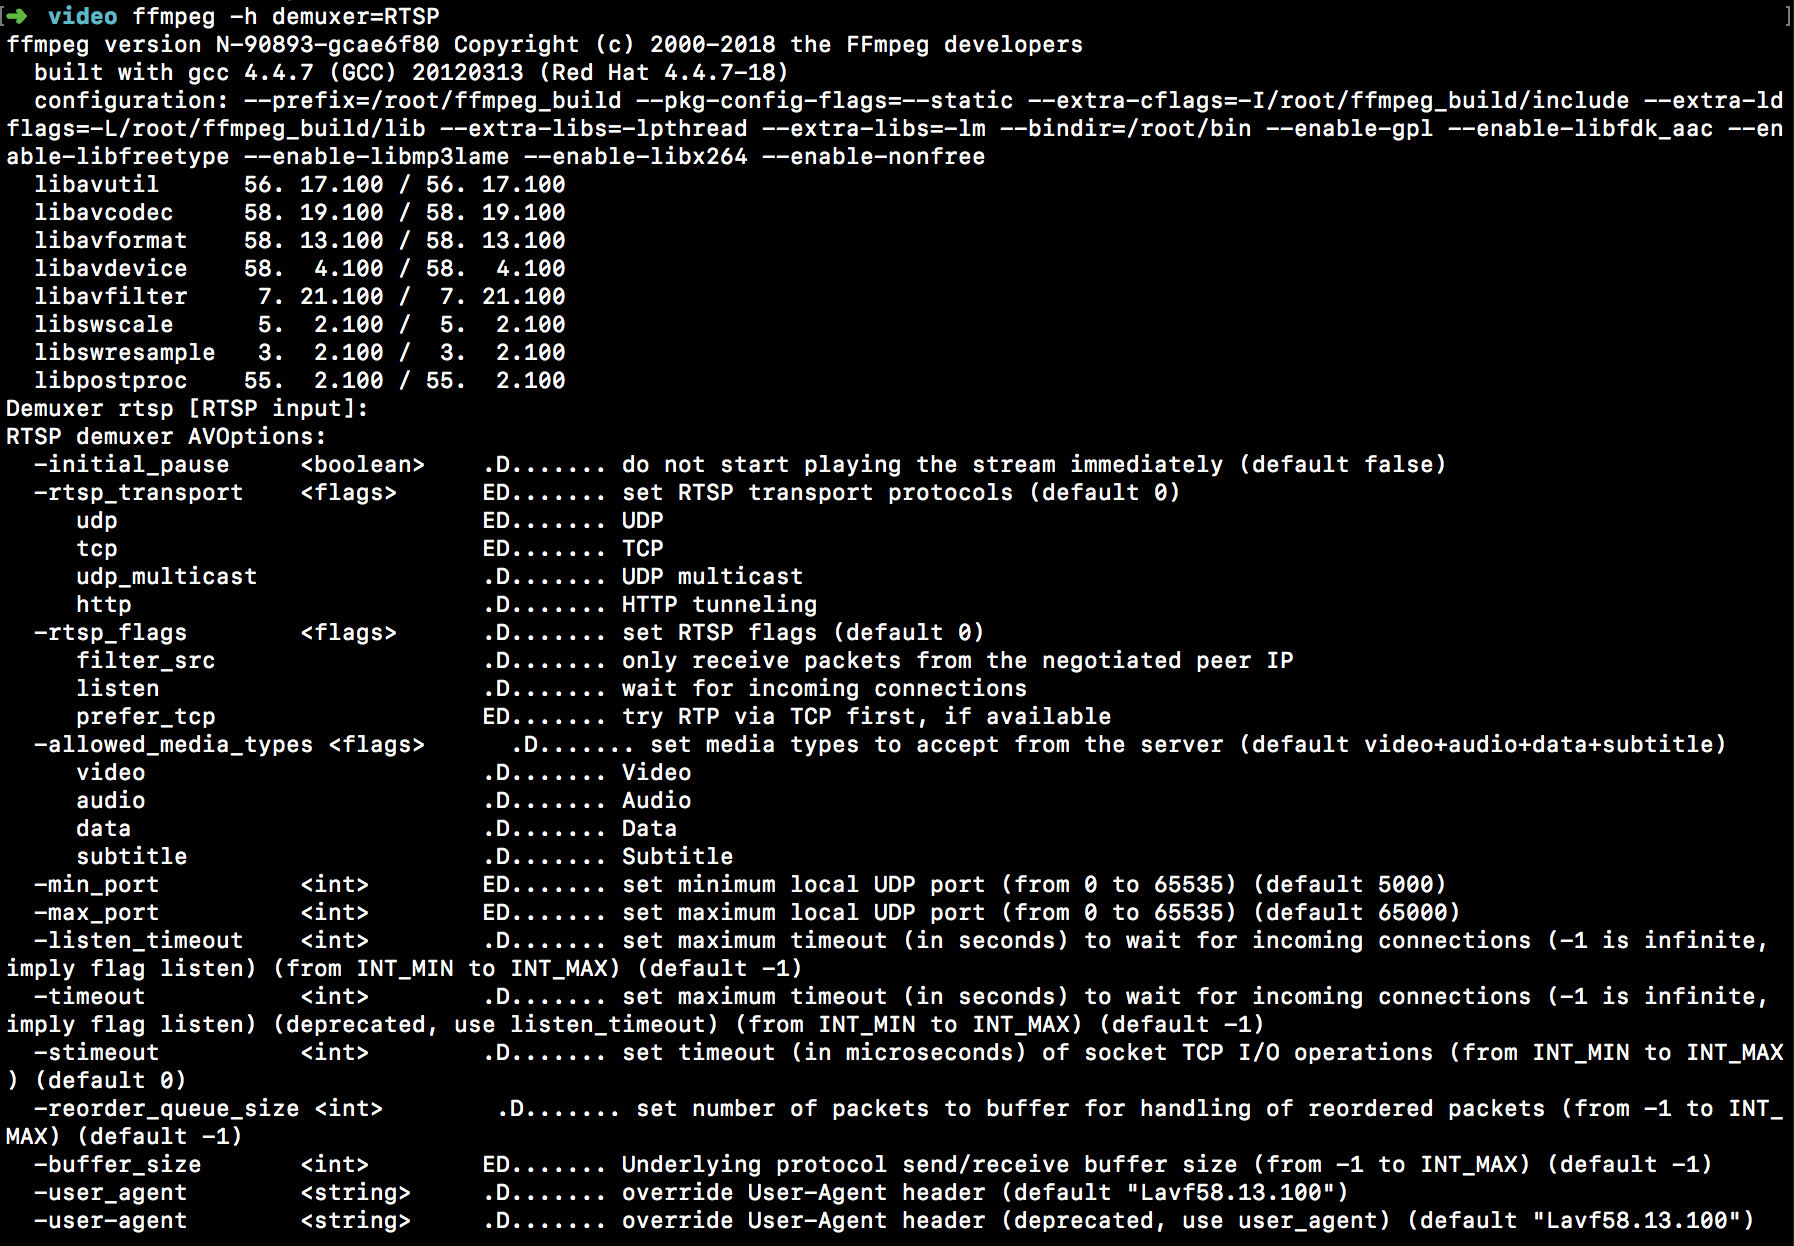 [➜  video ffmpeg -h demuxer=RTSP ]
ffmpeg version N-90893-gcae6f80 Copyright (c) 2000-2018 the FFmpeg developers
  built with gcc 4.4.7 (GCC) 20120313 (Red Hat 4.4.7-18)
  configuration: --prefix=/root/ffmpeg_build --pkg-config-flags=--static --extra-cflags=-I/root/ffmpeg_build/include --extra-ld
flags=-L/root/ffmpeg_build/lib --extra-libs=-lpthread --extra-libs=-lm --bindir=/root/bin --enable-gpl --enable-libfdk_aac --en
able-libfreetype --enable-libmp3lame --enable-libx264 --enable-nonfree
  libavutil      56. 17.100 / 56. 17.100
  libavcodec     58. 19.100 / 58. 19.100
  libavformat    58. 13.100 / 58. 13.100
  libavdevice    58.  4.100 / 58.  4.100
  libavfilter     7. 21.100 /  7. 21.100
  libswscale      5.  2.100 /  5.  2.100
  libswresample   3.  2.100 /  3.  2.100
  libpostproc    55.  2.100 / 55.  2.100
Demuxer rtsp [RTSP input]:
RTSP demuxer AVOptions:
  -initial_pause     <boolean>    .D....... do not start playing the stream immediately (default false)
  -rtsp_transport    <flags>      ED....... set RTSP transport protocols (default 0)
     udp                          ED....... UDP
     tcp                          ED....... TCP
     udp_multicast                .D....... UDP multicast
     http                         .D....... HTTP tunneling
  -rtsp_flags        <flags>      .D....... set RTSP flags (default 0)
     filter_src                   .D....... only receive packets from the negotiated peer IP
     listen                       .D....... wait for incoming connections
     prefer_tcp                   ED....... try RTP via TCP first, if available
  -allowed_media_types <flags>      .D....... set media types to accept from the server (default video+audio+data+subtitle)
     video                        .D....... Video
     audio                        .D....... Audio
     data                         .D....... Data
     subtitle                     .D....... Subtitle
  -min_port          <int>        ED....... set minimum local UDP port (from 0 to 65535) (default 5000)
  -max_port          <int>        ED....... set maximum local UDP port (from 0 to 65535) (default 65000)
  -listen_timeout    <int>        .D....... set maximum timeout (in seconds) to wait for incoming connections (-1 is infinite,
imply flag listen) (from INT_MIN to INT_MAX) (default -1)
  -timeout           <int>        .D....... set maximum timeout (in seconds) to wait for incoming connections (-1 is infinite,
imply flag listen) (deprecated, use listen_timeout) (from INT_MIN to INT_MAX) (default -1)
  -stimeout          <int>        .D....... set timeout (in microseconds) of socket TCP I/O operations (from INT_MIN to INT_MAX
) (default 0)
  -reorder_queue_size <int>        .D....... set number of packets to buffer for handling of reordered packets (from -1 to INT_
MAX) (default -1)
  -buffer_size       <int>        ED....... Underlying protocol send/receive buffer size (from -1 to INT_MAX) (default -1)
  -user_agent        <string>     .D....... override User-Agent header (default "Lavf58.13.100")
  -user-agent        <string>     .D....... override User-Agent header (deprecated, use user_agent) (default "Lavf58.13.100")